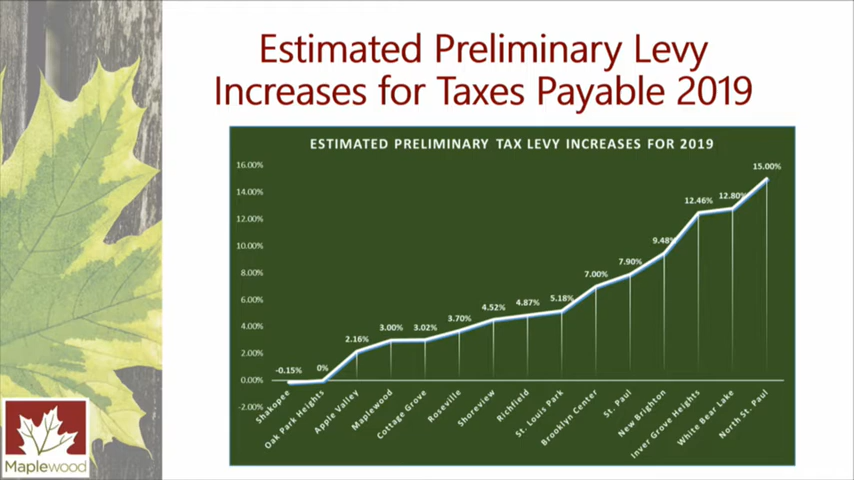 Estimated Preliminary Levy
Increases for Taxes Payable 2019
ESTIMATED PRELIMINARY TAX LEVY INCREASES FOR 2019
16.00%
14.00%
12.00%
10.00%
8.00%
6.00%
4.00%
2.00%
0.00%
-2.00%
-0.15%
0%
2.16%
3.00%
3.02%
3.70%
4.52%
4.87%
5.18%
7.00%
7.90%
9.48%
12.46%
12.80%
15.00%
Shakopee
Oak Park Heights
Apple Valley
Maplewood
Cottage Grove
Roseville
Shoreview
Richfield
St. Louis Park
Brooklyn Center
St. Paul
New Brighton
Inver Grove Heights
White Bear Lake
North St. Paul
Maplewood